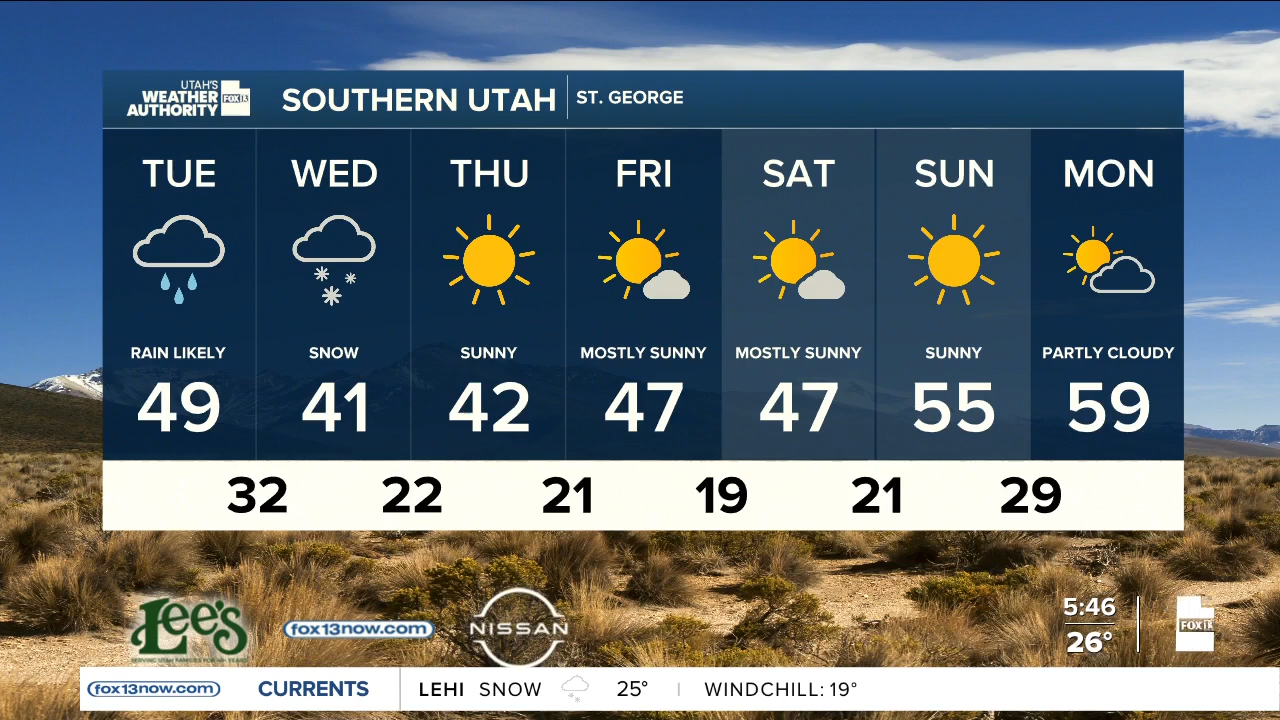 UTAH'S
WEATHER
AUTHORITY
FOX 13
SOUTHERN UTAH
ST. GEORGE
TUE WED THU FRI SAT SUN MON
RAIN LIKELY SNOW SUNNY MOSTLY SUNNY MOSTLY SUNNY SUNNY PARTLY CLOUDY
49 41 42 47 47 55 59
32 22 21 19 21 29
Lee's
fox13now.com
NISSAN
5:46
26°
FOX 13
fox13now.com CURRENTS LEHI SNOW 25° WINDCHILL: 19°